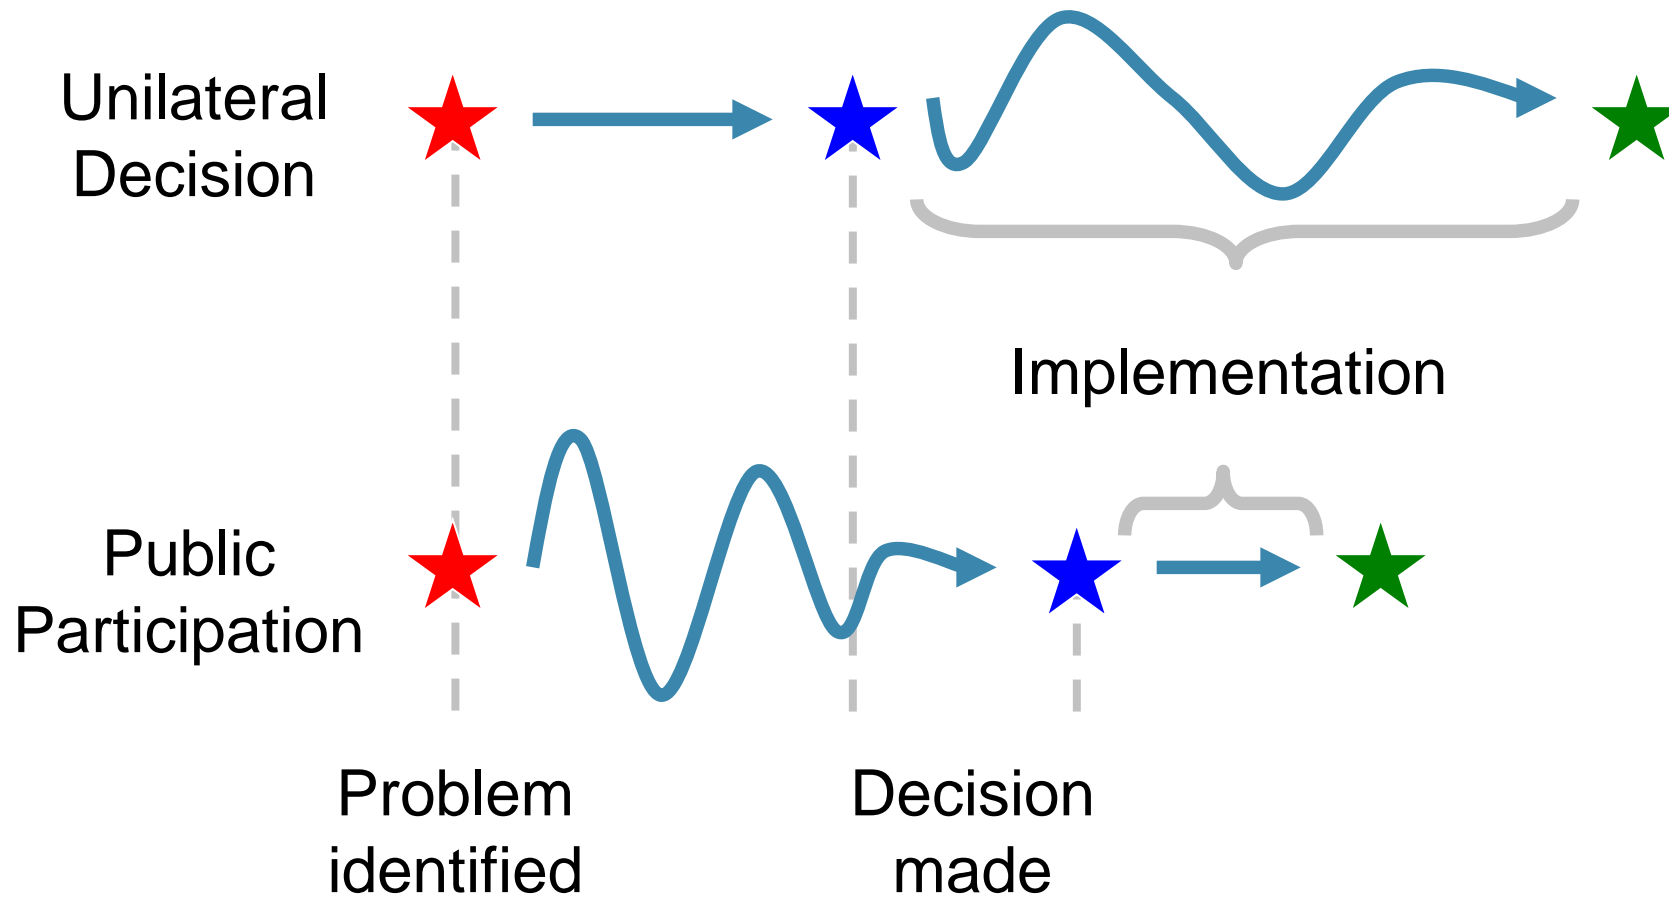 Unilateral
Decision
Implementation
Public
Participation
Problem
identified
Decision
made